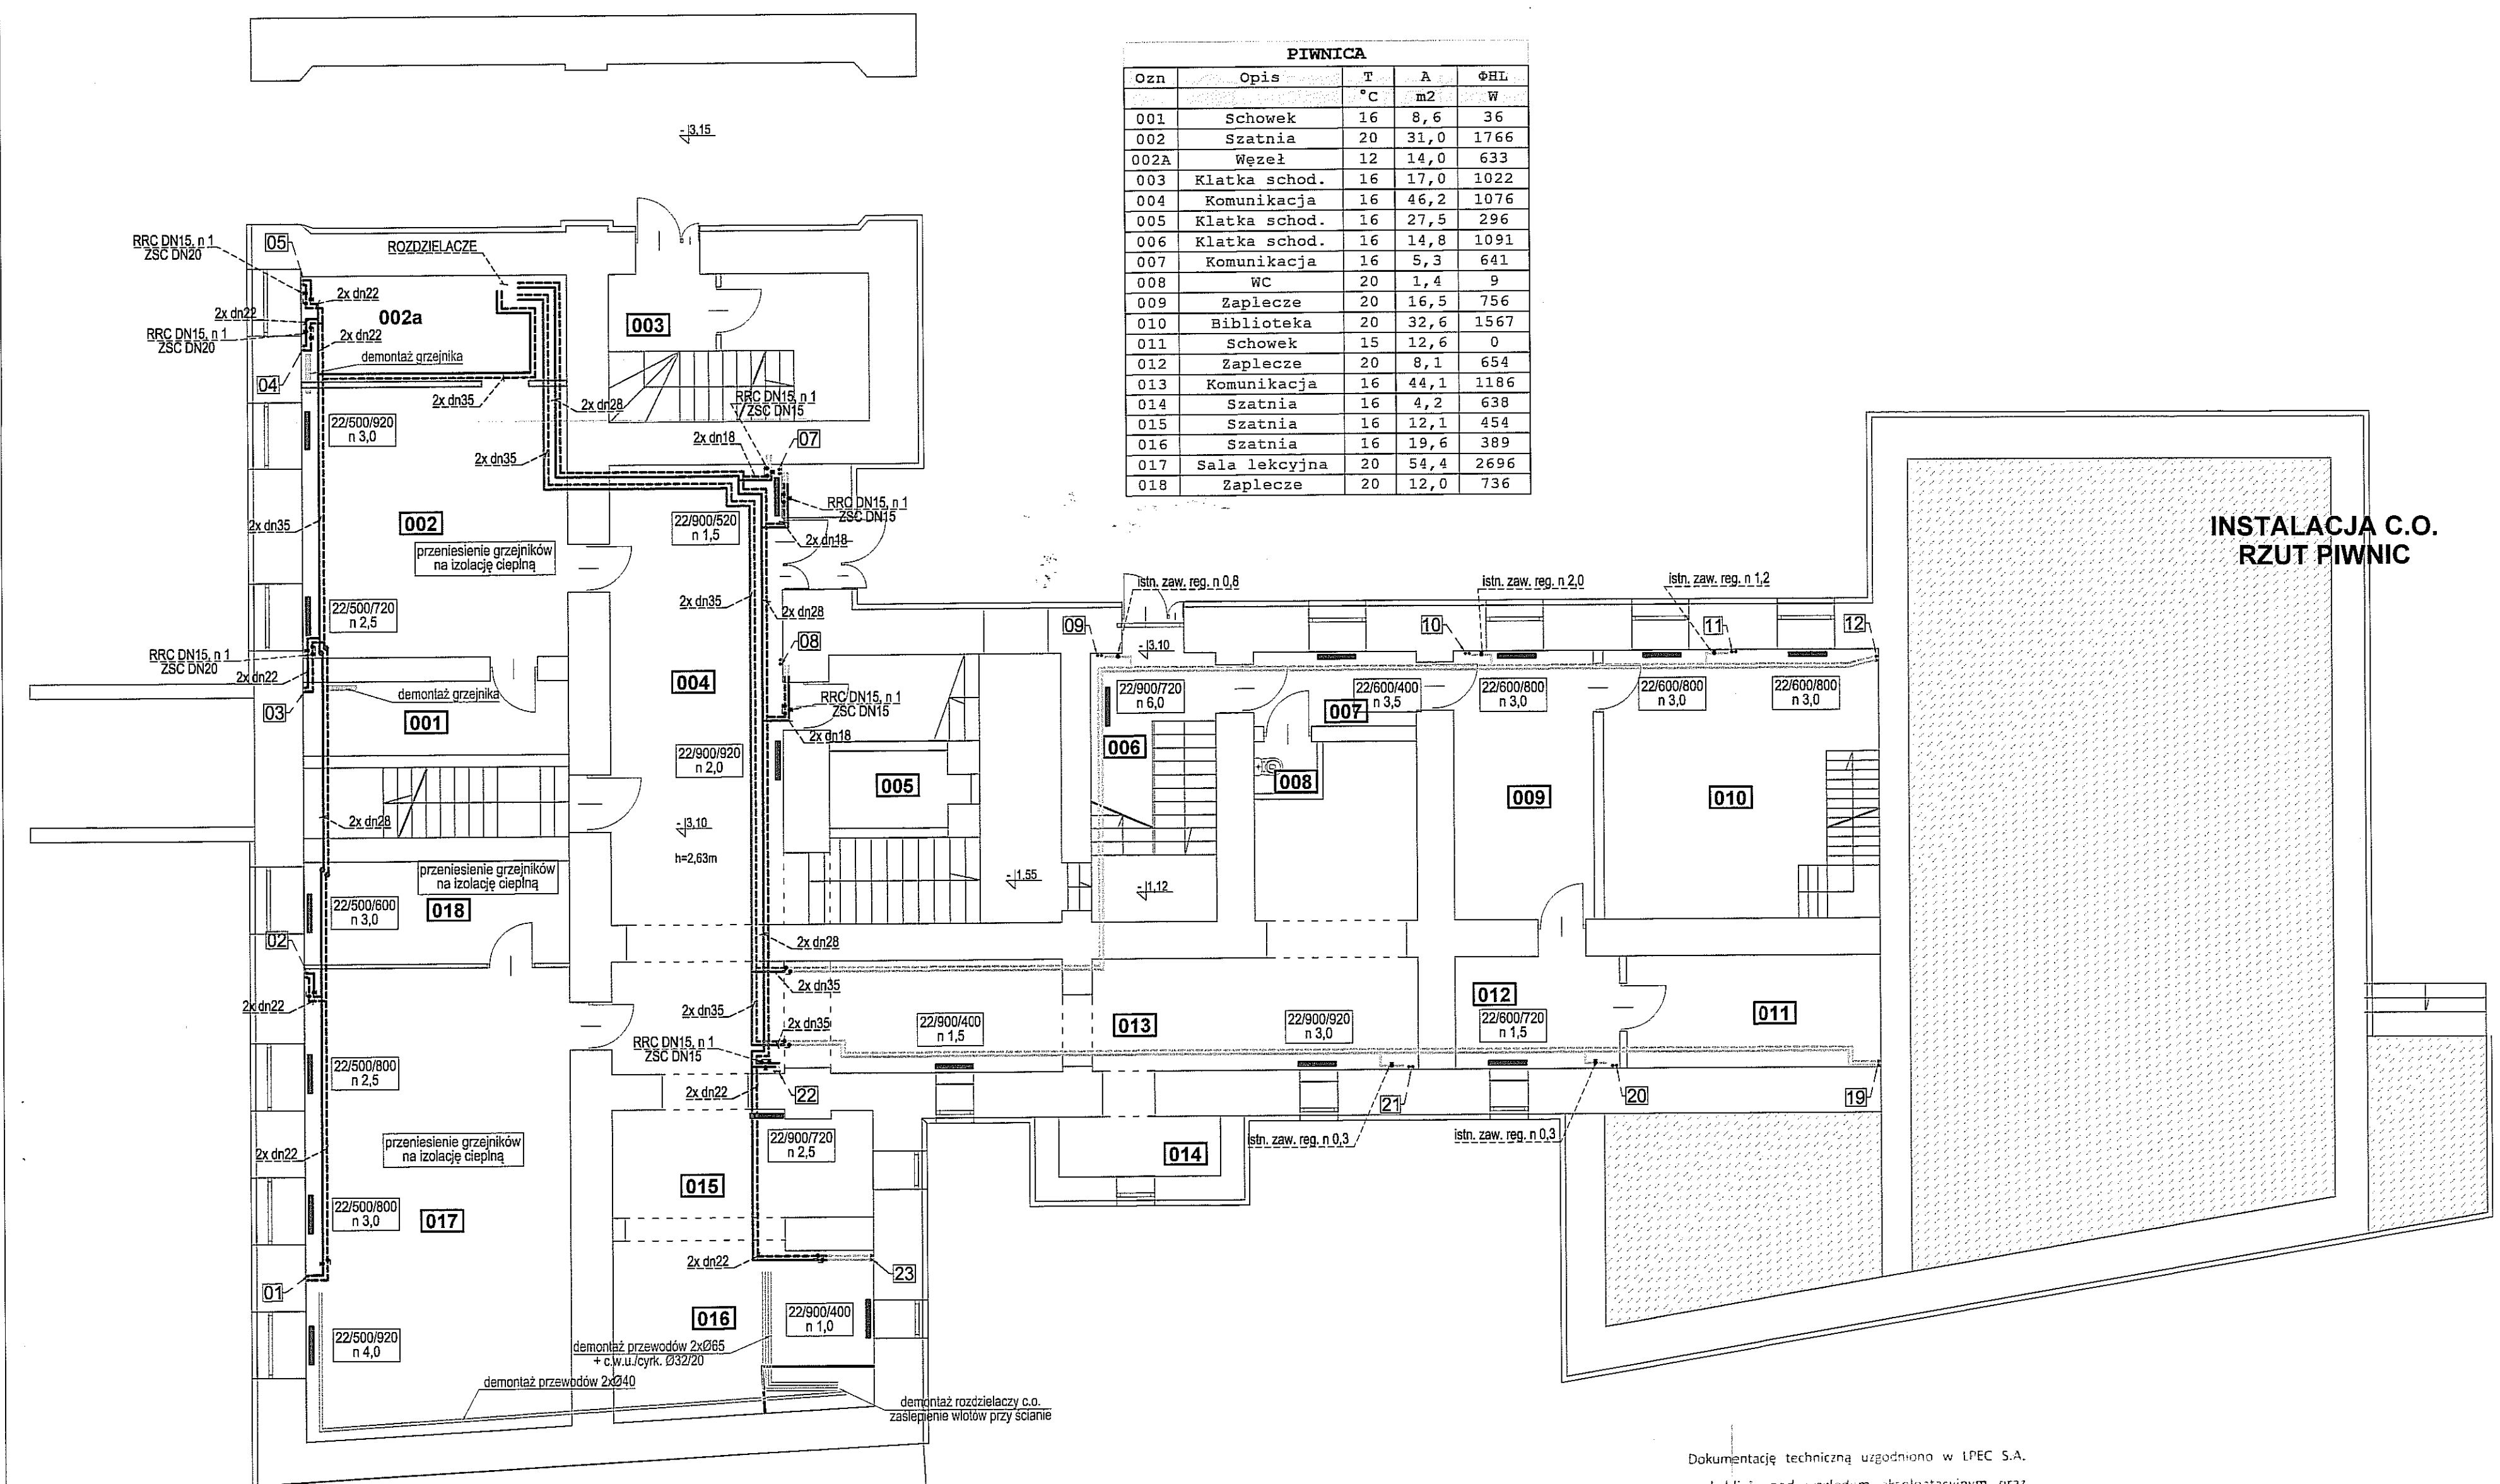 PIWNICA
Ozn Opis T A ΦHL
°C m2 W
001 Schowek 16 8,6 36
002 Szatnia 20 31,0 1766
002A Węzeł 12 14,0 633
003 Klatka schod. 16 17,0 1022
004 Komunikacja 16 46,2 1076
005 Klatka schod. 16 27,5 296
006 Klatka schod. 16 14,8 1091
007 Komunikacja 16 5,3 641
008 WC 20 1,4 9
009 Zaplecze 20 16,5 756
010 Biblioteka 20 32,6 1567
011 Schowek 15 12,6 0
012 Zaplecze 20 8,1 654
013 Komunikacja 16 44,1 1186
014 Szatnia 16 4,2 638
015 Szatnia 16 12,1 454
016 Szatnia 16 19,6 389
017 Sala lekcyjna 20 54,4 2696
018 Zaplecze 20 12,0 736
- 3,15
RRC DN15, n 1
ZSC DN20
05
ROZDZIELACZE
2x dn22
002a
2x dn22
RRC DN15, n 1
ZSC DN20
2x dn22
demontaż grzejnika
003
04
2x dn35
2x dn28
RRC DN15, n 1
ZSC DN15
22/500/920
n 3,0
2x dn18
07
2x dn35
RRC DN15, n 1
ZSC DN15
2x dn35
002
22/900/520
n 1,5
2x dn18
przeniesienie grzejników
na izolację cieplną
INSTALACJA C.O.
RZUT PIWNIC
istn. zaw. reg. n 0,8
istn. zaw. reg. n 2,0
istn. zaw. reg. n 1,2
22/500/720
n 2,5
2x dn35
2x dn28
08
09
- 3,10
10
11
12
RRC DN15, n 1
ZSC DN20
2x dn22
demontaż grzejnika
03
001
004
RRC DN15, n 1
ZSC DN15
2x dn18
22/900/720
n 6,0
22/600/400
n 3,5
22/600/800
n 3,0
22/600/800
n 3,0
22/600/800
n 3,0
007
006
22/900/920
n 2,0
005
008
009
010
2x dn28
- 3,10
h=2,63m
przeniesienie grzejników
na izolację cieplną
- 1.55
- 1,12
22/500/600
n 3,0
018
02
2x dn28
2x dn35
2x dn22
2x dn35
2x dn35
012
011
013
22/900/400
n 1,5
22/900/920
n 3,0
22/600/720
n 1,5
RRC DN15, n 1
ZSC DN15
22/500/800
n 2,5
2x dn22
22
21
20
19
przeniesienie grzejników
na izolację cieplną
2x dn22
22/900/720
n 2,5
istn. zaw. reg. n 0,3
istn. zaw. reg. n 0,3
014
015
22/500/800
n 3,0
017
2x dn22
23
01
016
22/900/400
n 1,0
22/500/920
n 4,0
demontaż przewodów 2xØ65
+ c.w.u./cyrk. Ø32/20
demontaż przewodów 2xØ40
demontaż rozdzielaczy c.o.
zaślepienie wlotów przy ścianie
Dokumentację techniczną uzgodniono w LPEC S.A.
pod względem eksploatacyjnym oraz